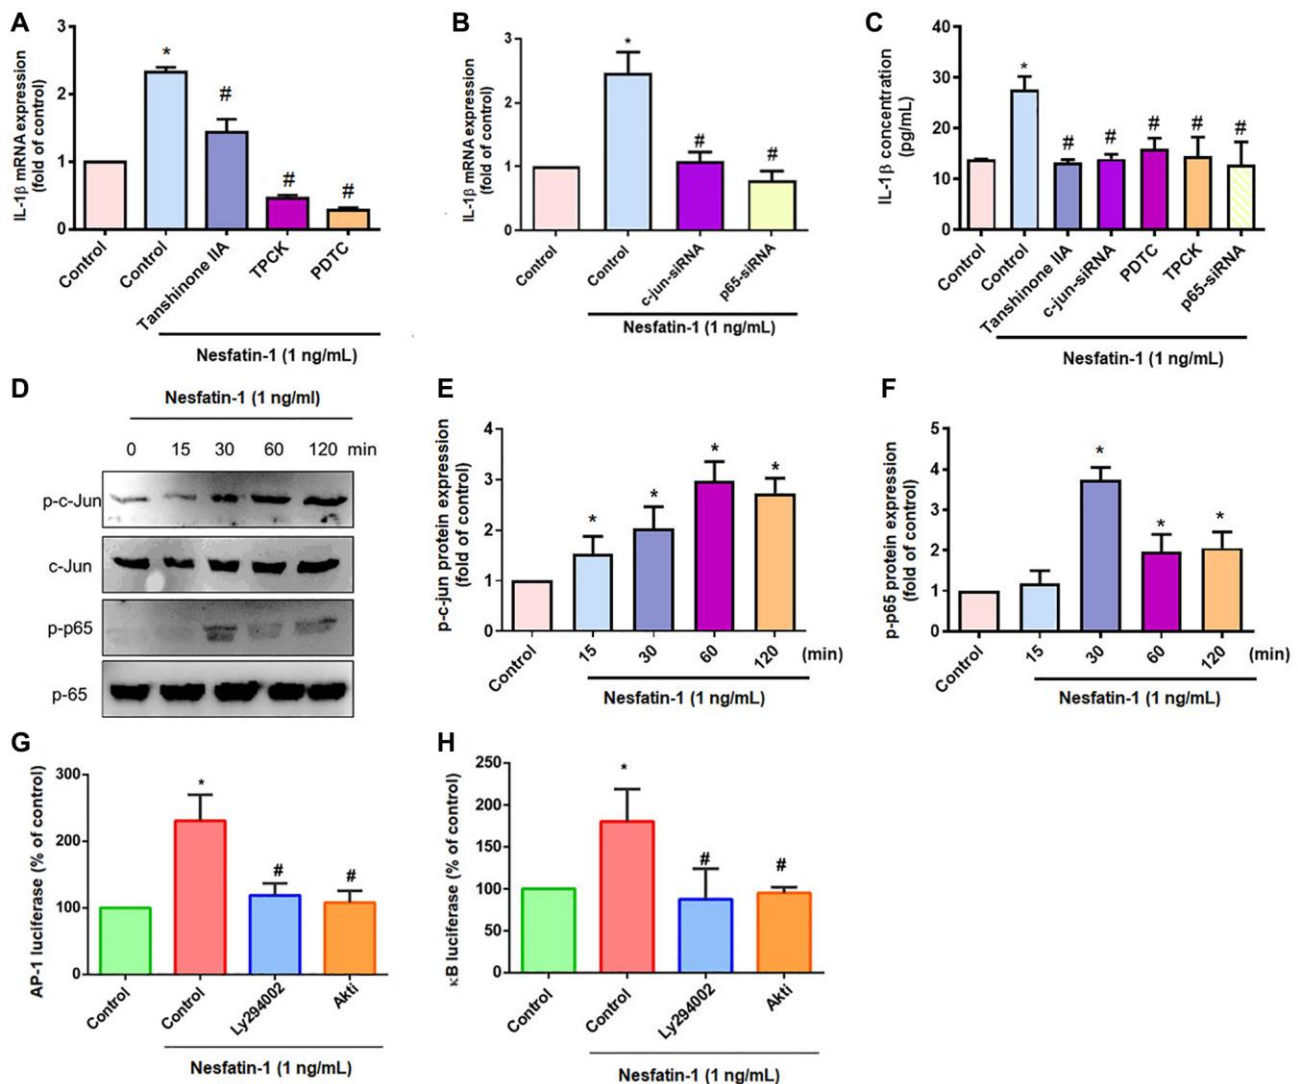 A
IL-1β mRNA expression
(fold of control)
3
2
1
0
*
#
#
#
Control
Control
Tanshinone IIA
TPCK
PDTC
Nesfatin-1 (1 ng/mL)
B
IL-1β mRNA expression
(fold of control)
3
2
1
0
*
#
#
Control
Control
c-jun-siRNA
p65-siRNA
Nesfatin-1 (1 ng/mL)
C
IL-1β concentration
(pg/mL)
40
30
20
10
0
*
#
#
#
#
#
Control
Control
Tanshinone IIA
c-jun-siRNA
PDTC
TPCK
p65-siRNA
Nesfatin-1 (1 ng/mL)
D
Nesfatin-1 (1 ng/ml)
0 15 30 60 120 min
p-c-Jun
c-Jun
p-p65
p-65
E
p-c-jun protein expression
(fold of control)
4
3
2
1
0
*
*
*
*
Control
15
30
60
120
(min)
Nesfatin-1 (1 ng/mL)
F
p-p65 protein expression
(fold of control)
5
4
3
2
1
0
*
*
*
Control
15
30
60
120
(min)
Nesfatin-1 (1 ng/mL)
G
AP-1 luciferase (% of control)
300
200
100
0
*
#
#
Control
Control
Ly294002
Akti
Nesfatin-1 (1 ng/mL)
H
κB luciferase (% of control)
250
200
150
100
50
0
*
#
#
Control
Control
Ly294002
Akti
Nesfatin-1 (1 ng/mL)